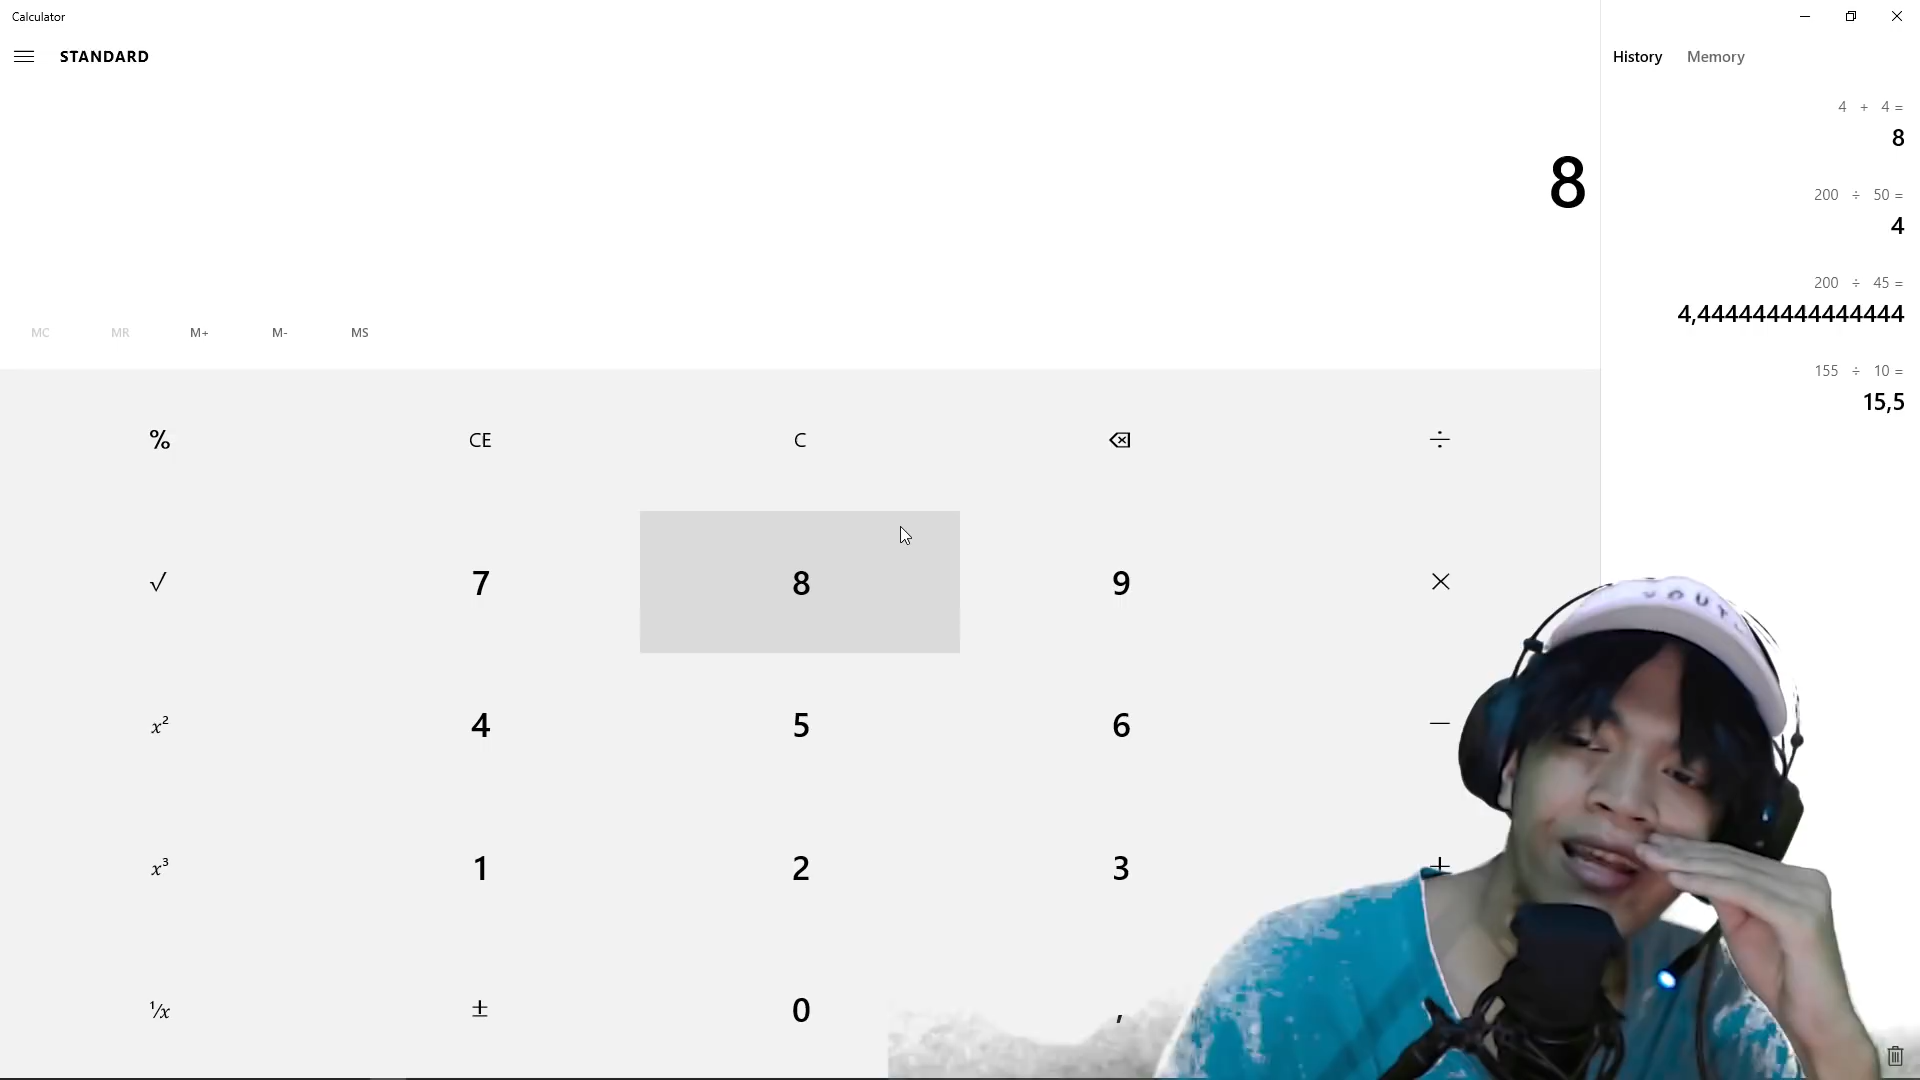 Calculator
STANDARD
8
MC MR M+ M- MS
% CE C ÷
√ 7 8 9 ×
x² 4 5 6 −
x³ 1 2 3 +
¹/x ± 0 ,
History Memory
4 + 4 =
8
200 ÷ 50 =
4
200 ÷ 45 =
4,444444444444444
155 ÷ 10 =
15,5